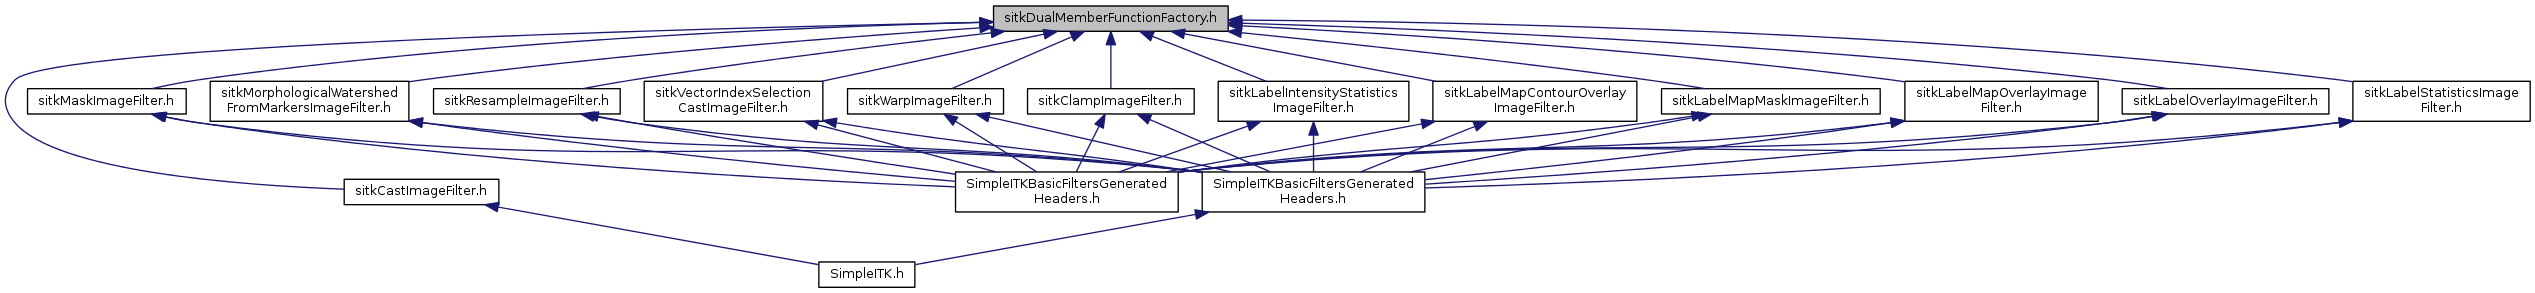 sitkDualMemberFunctionFactory.h
sitkMaskImageFilter.h
sitkMorphologicalWatershed
FromMarkersImageFilter.h
sitkResampleImageFilter.h
sitkVectorIndexSelection
CastImageFilter.h
sitkWarpImageFilter.h
sitkClampImageFilter.h
sitkLabelIntensityStatistics
ImageFilter.h
sitkLabelMapContourOverlay
ImageFilter.h
sitkLabelMapMaskImageFilter.h
sitkLabelMapOverlayImage
Filter.h
sitkLabelOverlayImageFilter.h
sitkLabelStatisticsImage
Filter.h
sitkCastImageFilter.h
SimpleITKBasicFiltersGenerated
Headers.h
SimpleITKBasicFiltersGenerated
Headers.h
SimpleITK.h